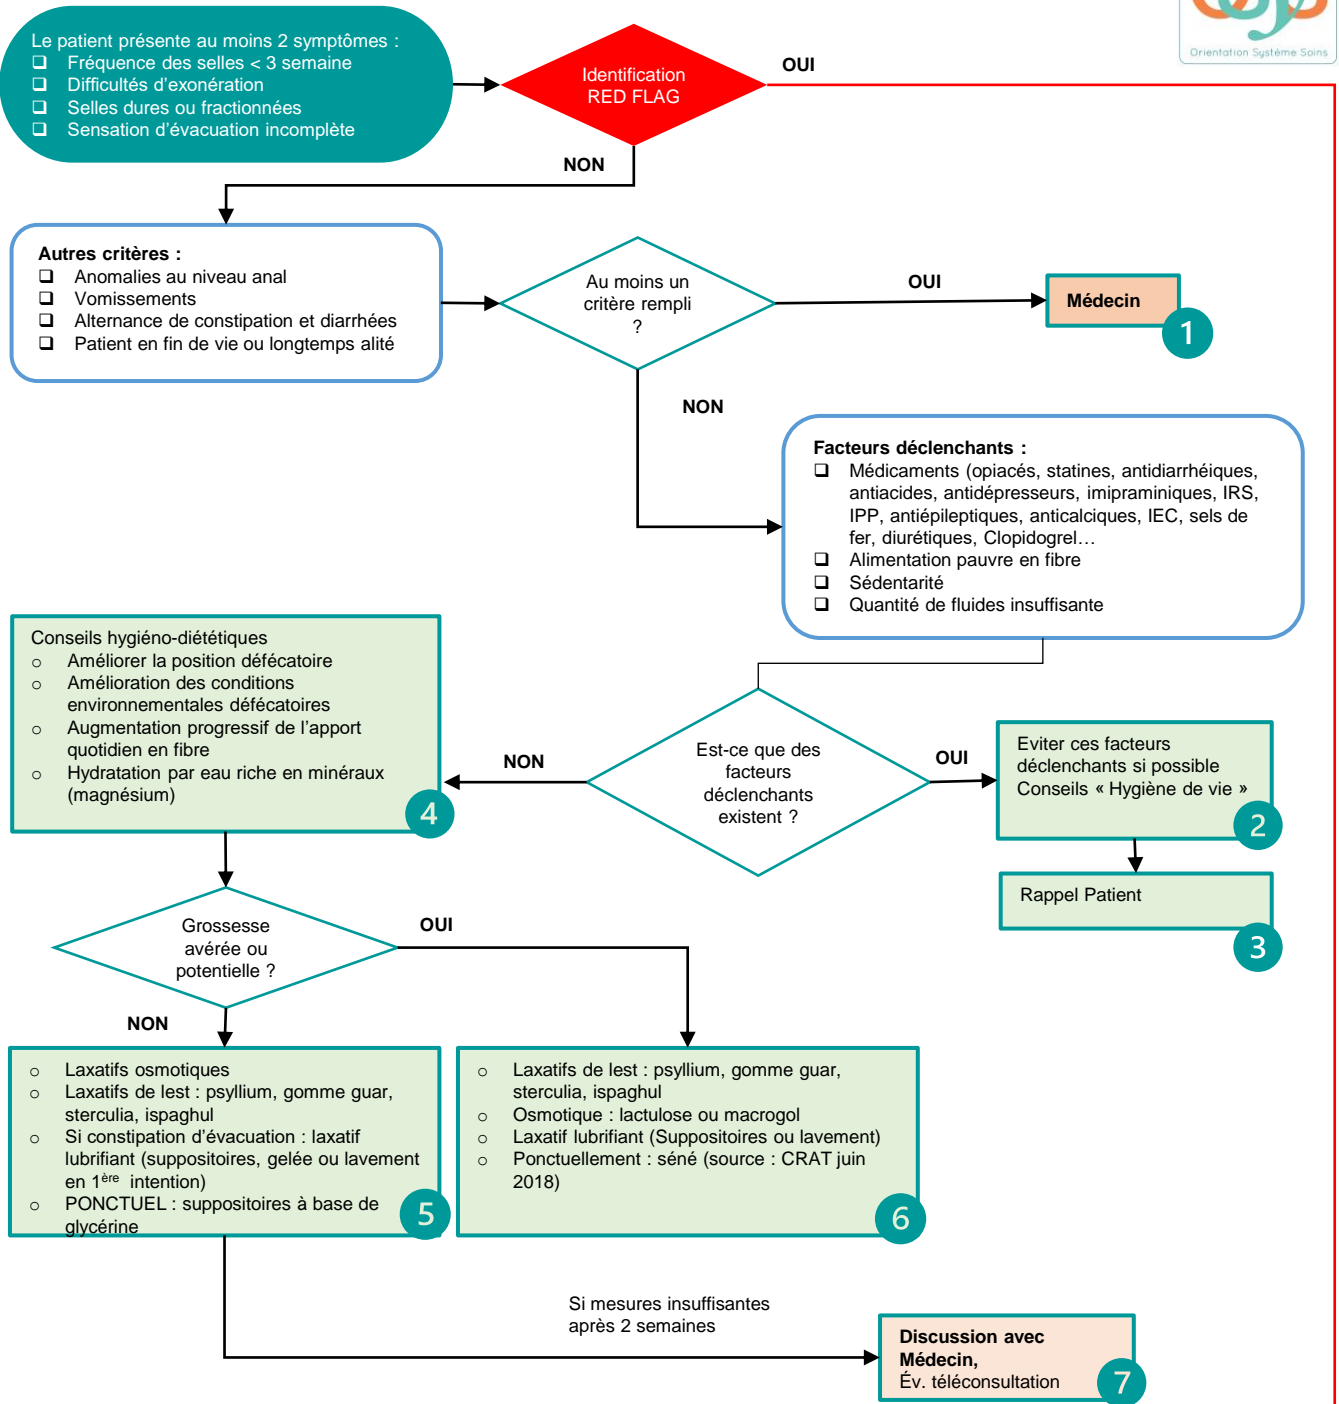 Orientation Système Soins
Le patient présente au moins 2 symptômes :
❑ Fréquence des selles < 3 semaine
❑ Difficultés d'exonération
❑ Selles dures ou fractionnées
❑ Sensation d'évacuation incomplète
Identification
RED FLAG
OUI
NON
Autres critères :
❑ Anomalies au niveau anal
❑ Vomissements
❑ Alternance de constipation et diarrhées
❑ Patient en fin de vie ou longtemps alité
Au moins un
critère rempli
?
OUI
Médecin
1
NON
Facteurs déclenchants :
❑ Médicaments (opiacés, statines, antidiarrhéiques,
antiacides, antidépresseurs, imipraminiques, IRS,
IPP, antiépileptiques, anticalciques, IEC, sels de
fer, diurétiques, Clopidogrel…
❑ Alimentation pauvre en fibre
❑ Sédentarité
❑ Quantité de fluides insuffisante
Conseils hygiéno-diététiques
o Améliorer la position défécatoire
o Amélioration des conditions
environnementales défécatoires
o Augmentation progressif de l'apport
quotidien en fibre
o Hydratation par eau riche en minéraux
(magnésium)
4
NON
Est-ce que des
facteurs
déclenchants
existent ?
OUI
Eviter ces facteurs
déclenchants si possible
Conseils « Hygiène de vie »
2
Rappel Patient
3
Grossesse
avérée ou
potentielle ?
OUI
NON
o Laxatifs osmotiques
o Laxatifs de lest : psyllium, gomme guar,
sterculia, ispaghul
o Si constipation d'évacuation : laxatif
lubrifiant (suppositoires, gelée ou lavement
en 1ère intention)
o PONCTUEL : suppositoires à base de
glycérine
5
o Laxatifs de lest : psyllium, gomme guar,
sterculia, ispaghul
o Osmotique : lactulose ou macrogol
o Laxatif lubrifiant (Suppositoires ou lavement)
o Ponctuellement : séné (source : CRAT juin
2018)
6
Si mesures insuffisantes
après 2 semaines
Discussion avec
Médecin,
Év. téléconsultation
7